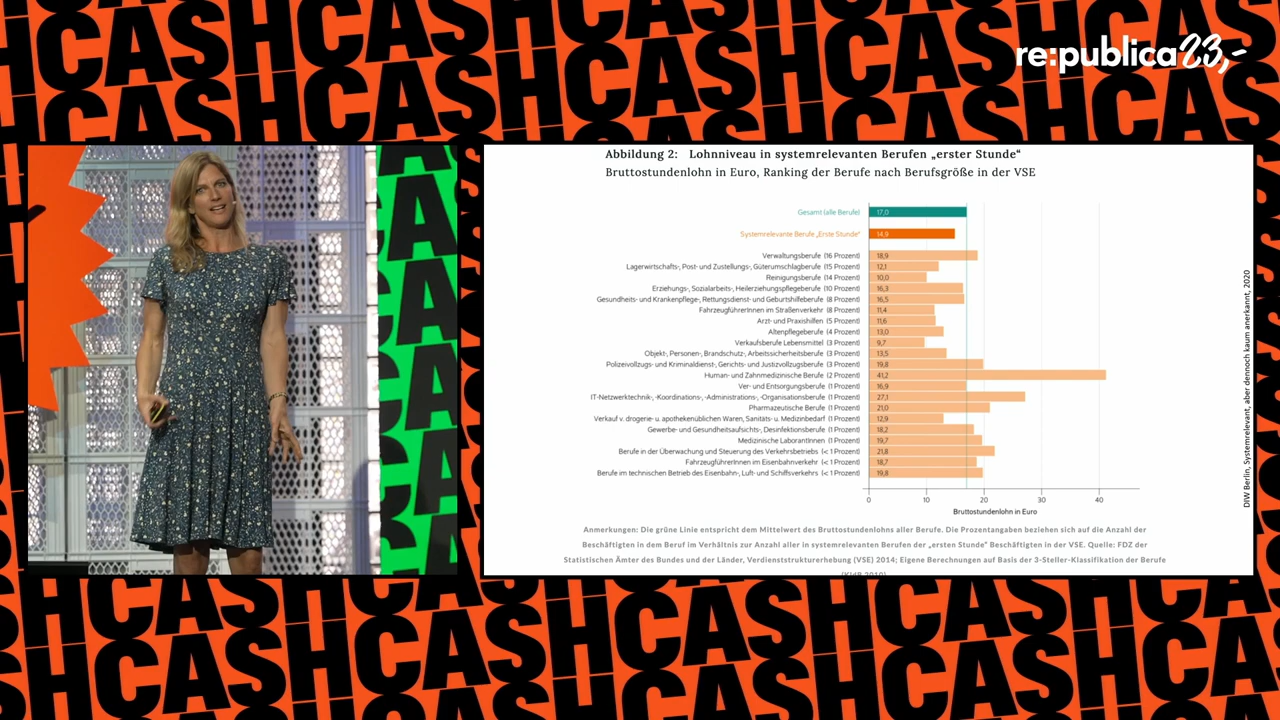 re:publica 23,-
CASH
Abbildung 2: Lohnniveau in systemrelevanten Berufen „erster Stunde“
Bruttostundenlohn in Euro, Ranking der Berufe nach Berufsgröße in der VSE
Gesamt (alle Berufe) 17,0
Systemrelevante Berufe „Erste Stunde“ 14,9
Verwaltungsberufe (16 Prozent) 18,9
Lagerwirtschafts-, Post- und Zustellungs-, Güterumschlagberufe (15 Prozent) 12,1
Reinigungsberufe (14 Prozent) 10,0
Erziehungs-, Sozialarbeits-, Heilerziehungspflegeberufe (10 Prozent) 16,3
Gesundheits- und Krankenpflege-, Rettungsdienst- und Geburtshilfeberufe (8 Prozent) 16,5
FahrzeugführerInnen im Straßenverkehr (8 Prozent) 11,4
Arzt- und Praxishilfen (5 Prozent) 11,6
Altenpflegeberufe (4 Prozent) 13,0
Verkaufsberufe Lebensmittel (3 Prozent) 9,7
Objekt-, Personen-, Brandschutz-, Arbeitssicherheitsberufe (3 Prozent) 13,5
Polizeivollzugs- und Kriminaldienst-, Gerichts- und Justizvollzugsberufe (3 Prozent) 19,8
Human- und Zahnmedizinische Berufe (2 Prozent) 41,2
Ver- und Entsorgungsberufe (1 Prozent) 16,9
IT-Netzwerktechnik-, -Koordinations-, -Administrations-, -Organisationsberufe (1 Prozent) 27,1
Pharmazeutische Berufe (1 Prozent) 21,0
Verkauf v. drogerie- u. apothekenüblichen Waren, Sanitäts- u. Medizinbedarf (1 Prozent) 12,9
Gewerbe- und Gesundheitsaufsichts-, Desinfektionsberufe (1 Prozent) 18,2
Medizinische LaborantInnen (1 Prozent) 19,7
Berufe in der Überwachung und Steuerung des Verkehrsbetriebs (< 1 Prozent) 21,8
FahrzeugführerInnen im Eisenbahnverkehr (< 1 Prozent) 18,7
Berufe im technischen Betrieb des Eisenbahn-, Luft- und Schiffsverkehrs (< 1 Prozent) 19,8
0 10 20 30 40
Bruttostundenlohn in Euro
Anmerkungen: Die grüne Linie entspricht dem Mittelwert des Bruttostundenlohns aller Berufe. Die Prozentangaben beziehen sich auf die Anzahl der
Beschäftigten in dem Beruf im Verhältnis zur Anzahl aller in systemrelevanten Berufen der „ersten Stunde“ Beschäftigten in der VSE. Quelle: FDZ der
Statistischen Ämter des Bundes und der Länder, Verdienststrukturerhebung (VSE) 2014; Eigene Berechnungen auf Basis der 3-Steller-Klassifikation der Berufe
(KldB 2010)
DIW Berlin, Systemrelevant, aber dennoch kaum anerkannt, 2020